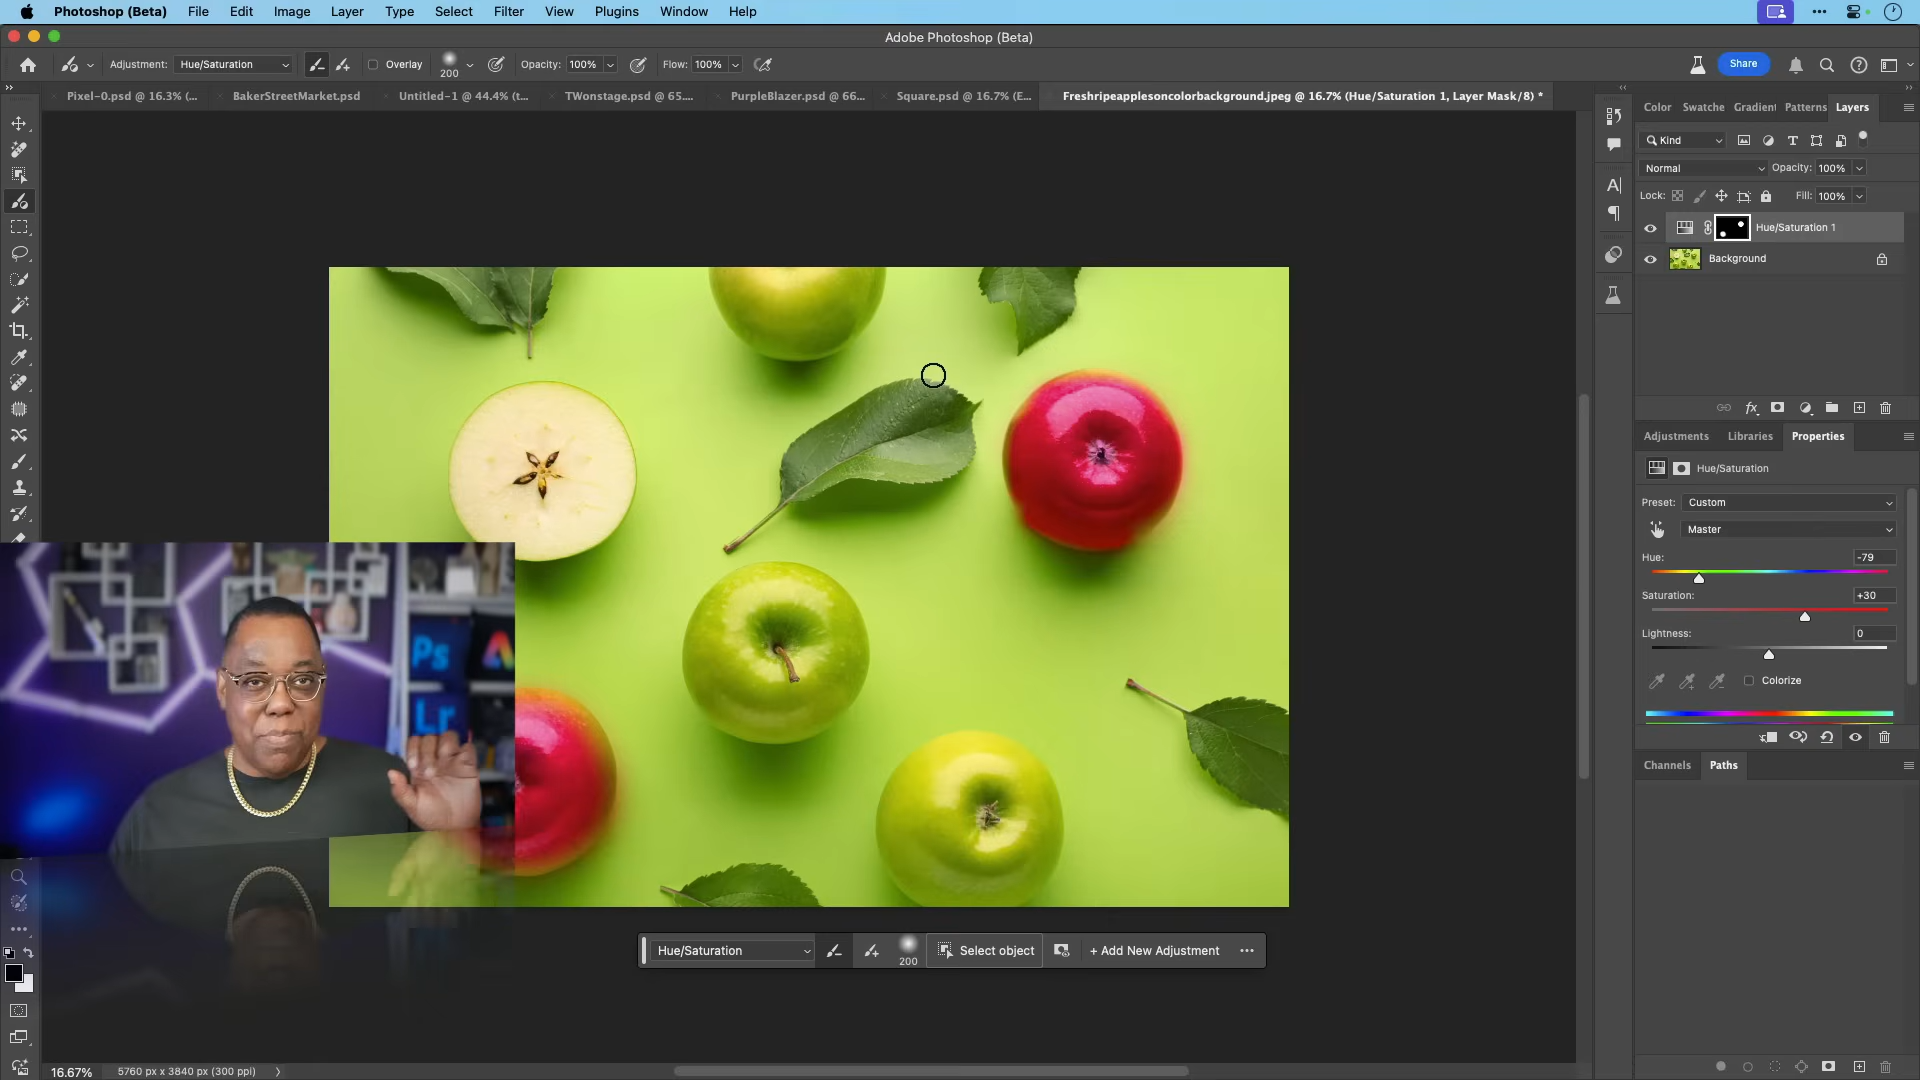 Photoshop (Beta) File Edit Image Layer Type Select Filter View Plugins Window Help
Adobe Photoshop (Beta)
Adjustment: Hue/Saturation 200 Overlay Opacity: 100% Flow: 100% Share
Pixel-0.psd @ 16.3% (... BakerStreetMarket.psd Untitled-1 @ 44.4% (t... TWonstage.psd @ 65.... PurpleBlazer.psd @ 66... Square.psd @ 16.7% (E... Freshripeapplesoncolorbackground.jpeg @ 16.7% (Hue/Saturation 1, Layer Mask/8) *
Color Swatche Gradient Patterns Layers
Kind
Normal Opacity: 100%
Lock: Fill: 100%
Hue/Saturation 1
Background
fx
Adjustments Libraries Properties
Hue/Saturation
Preset: Custom
Master
Hue: -79
Saturation: +30
Lightness: 0
Colorize
Channels Paths
Ps
Lr
Hue/Saturation 200 Select object + Add New Adjustment
16.67% 5760 px x 3840 px (300 ppi)